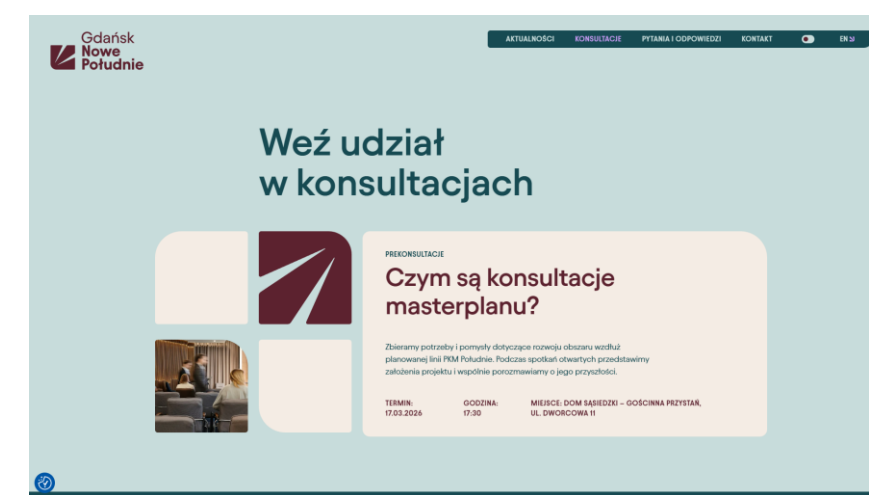 Gdańsk
Nowe
Południe
AKTUALNOŚCI KONSULTACJE PYTANIA I ODPOWIEDZI KONTAKT EN
Weź udział
w konsultacjach
PREKONSULTACJE
Czym są konsultacje
masterplanu?
Zbieramy potrzeby i pomysły dotyczące rozwoju obszaru wzdłuż
planowanej linii PKM Południe. Podczas spotkań otwartych przedstawimy
założenia projektu i wspólnie porozmawiamy o jego przyszłości.
TERMIN: GODZINA: MIEJSCE: DOM SĄSIEDZKI – GOŚCINNA PRZYSTAŃ,
17.03.2026 17:30 UL. DWORCOWA 11